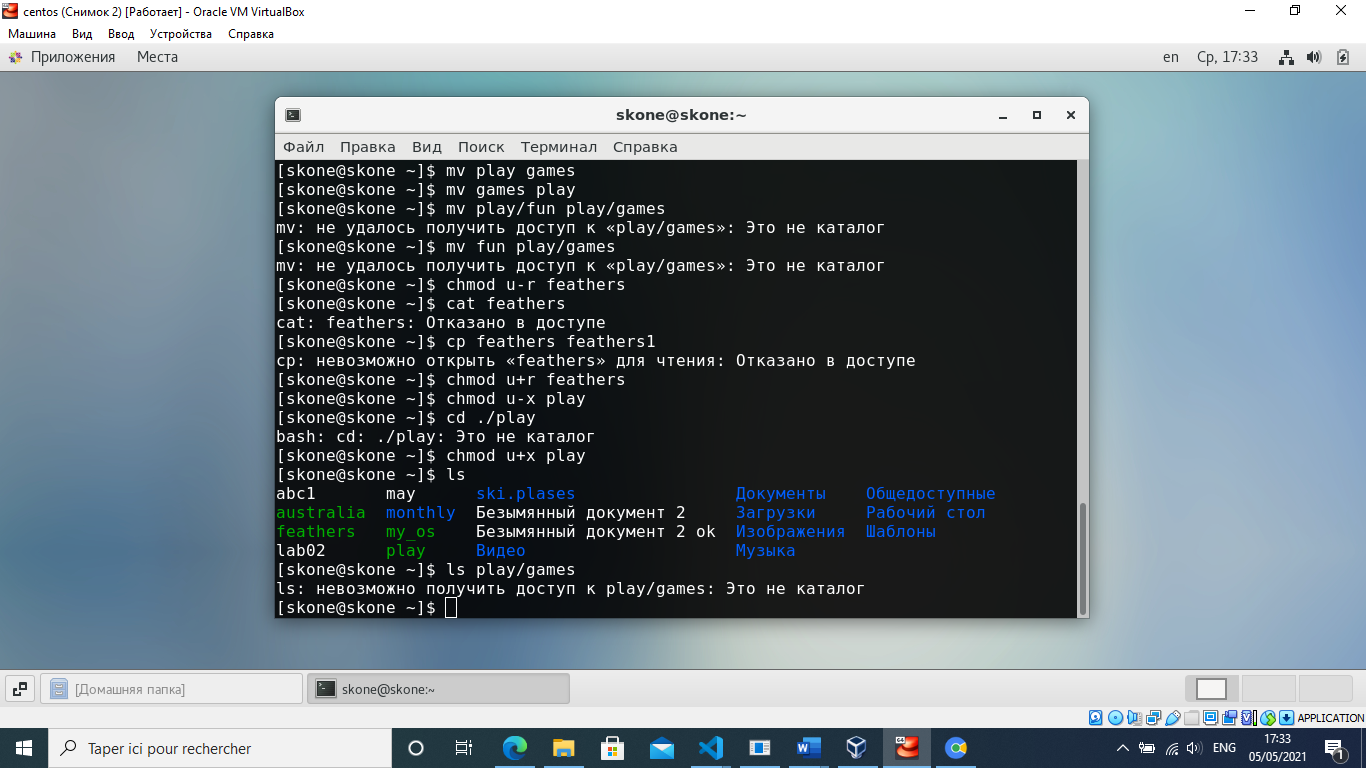 centos (Снимок 2) [Работает] - Oracle VM VirtualBox
Машина Вид Ввод Устройства Справка
Приложения Места en Ср, 17:33
skone@skone:~
Файл Правка Вид Поиск Терминал Справка
[skone@skone ~]$ mv play games
[skone@skone ~]$ mv games play
[skone@skone ~]$ mv play/fun play/games
mv: не удалось получить доступ к «play/games»: Это не каталог
[skone@skone ~]$ mv fun play/games
mv: не удалось получить доступ к «play/games»: Это не каталог
[skone@skone ~]$ chmod u-r feathers
[skone@skone ~]$ cat feathers
cat: feathers: Отказано в доступе
[skone@skone ~]$ cp feathers feathers1
cp: невозможно открыть «feathers» для чтения: Отказано в доступе
[skone@skone ~]$ chmod u+r feathers
[skone@skone ~]$ chmod u-x play
[skone@skone ~]$ cd ./play
bash: cd: ./play: Это не каталог
[skone@skone ~]$ chmod u+x play
[skone@skone ~]$ ls
abc1 may ski.plases Документы Общедоступные
australia monthly Безымянный документ 2 Загрузки Рабочий стол
feathers my_os Безымянный документ 2 ok Изображения Шаблоны
lab02 play Видео Музыка
[skone@skone ~]$ ls play/games
ls: невозможно получить доступ к play/games: Это не каталог
[skone@skone ~]$
[Домашняя папка] skone@skone:~
APPLICATION
Taper ici pour rechercher
ENG
17:33
05/05/2021
1